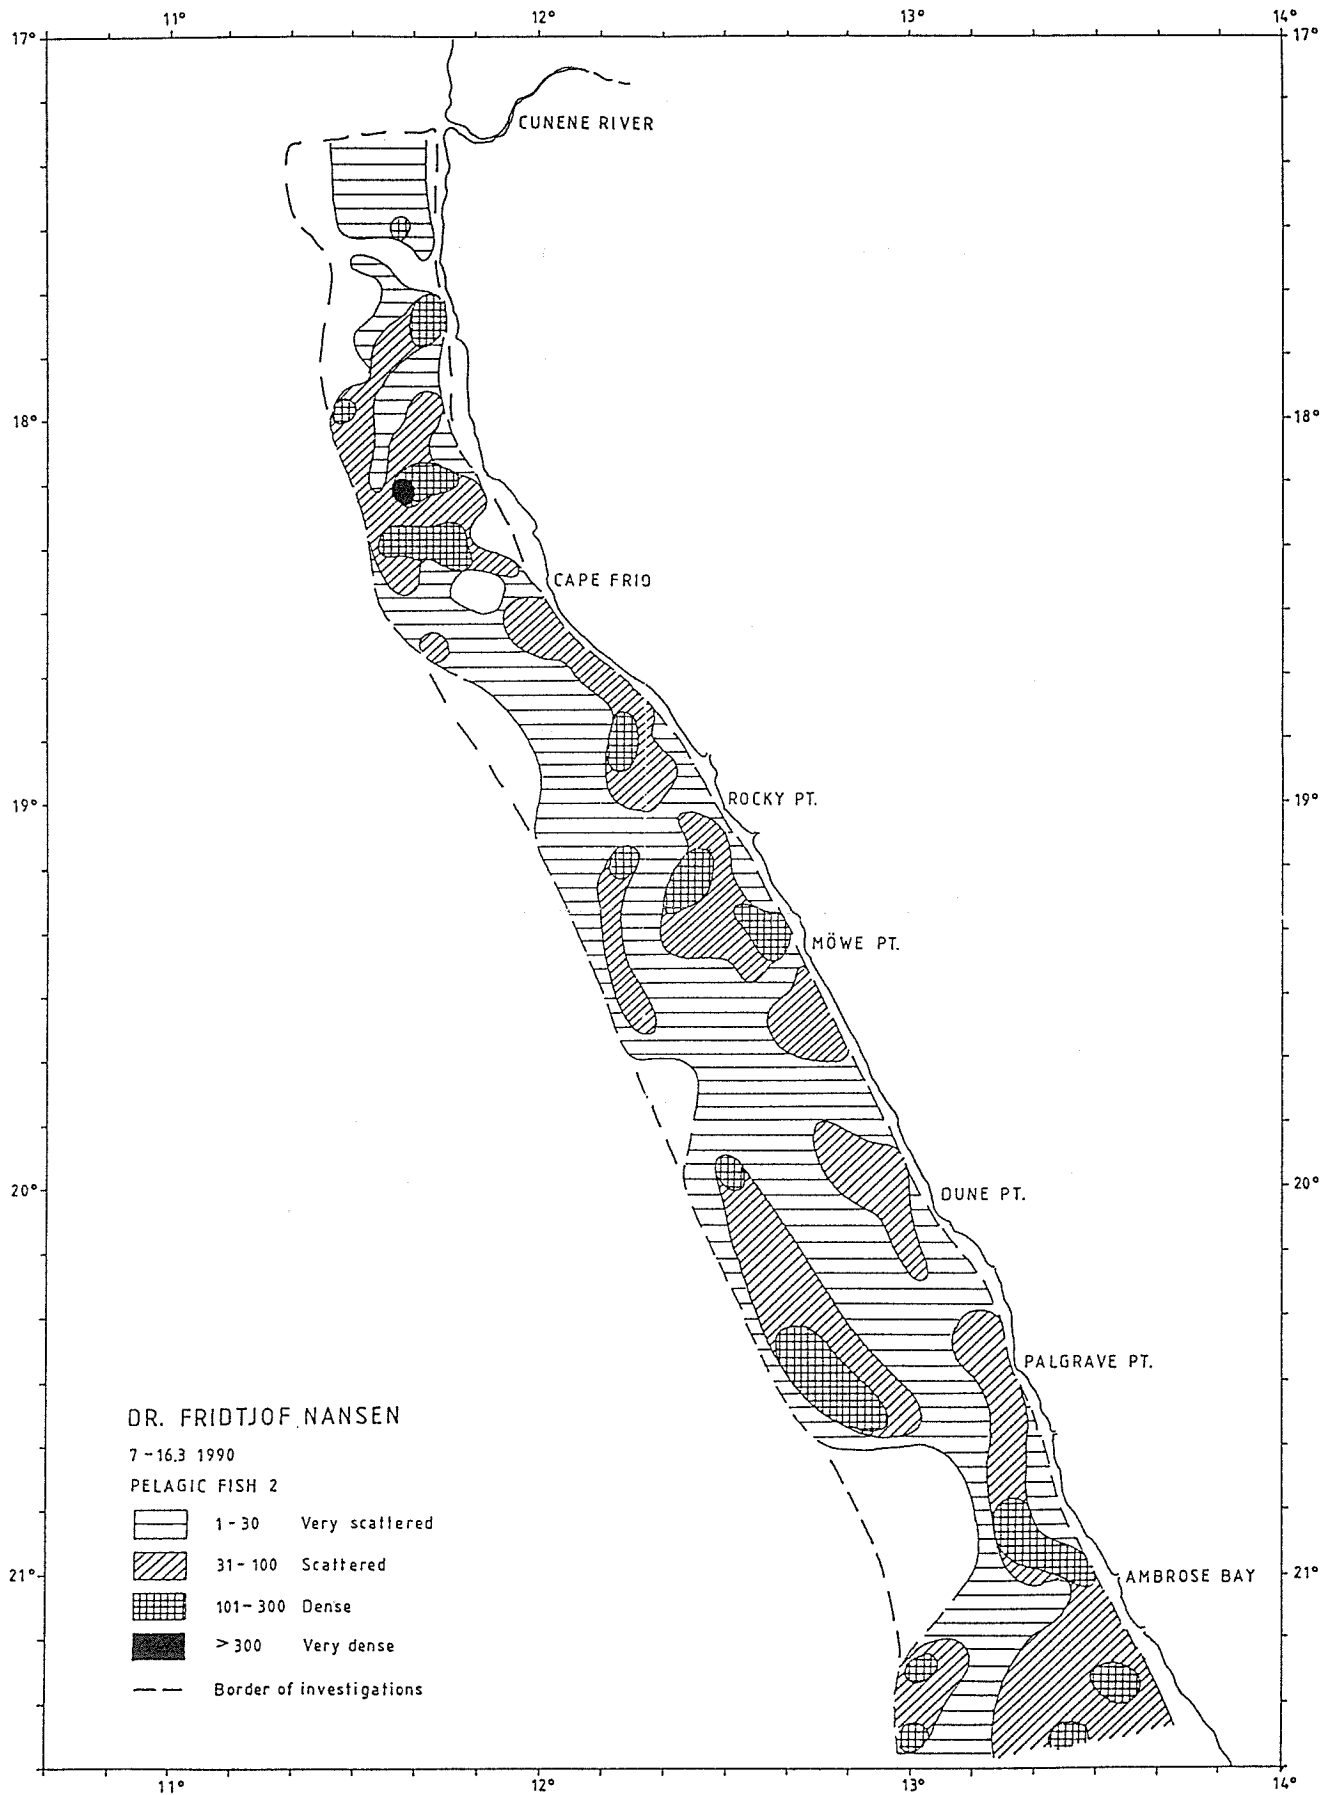 11° 12° 13° 14°
17° 17°
CUNENE RIVER
18° 18°
CAPE FRIO
ROCKY PT.
19° 19°
MÖWE PT.
20° 20°
DUNE PT.
PALGRAVE PT.
DR. FRIDTJOF NANSEN
7-16.3 1990
PELAGIC FISH 2
1-30 Very scattered
31-100 Scattered
21° 21°
AMBROSE BAY
101-300 Dense
>300 Very dense
Border of investigations
11° 12° 13° 14°